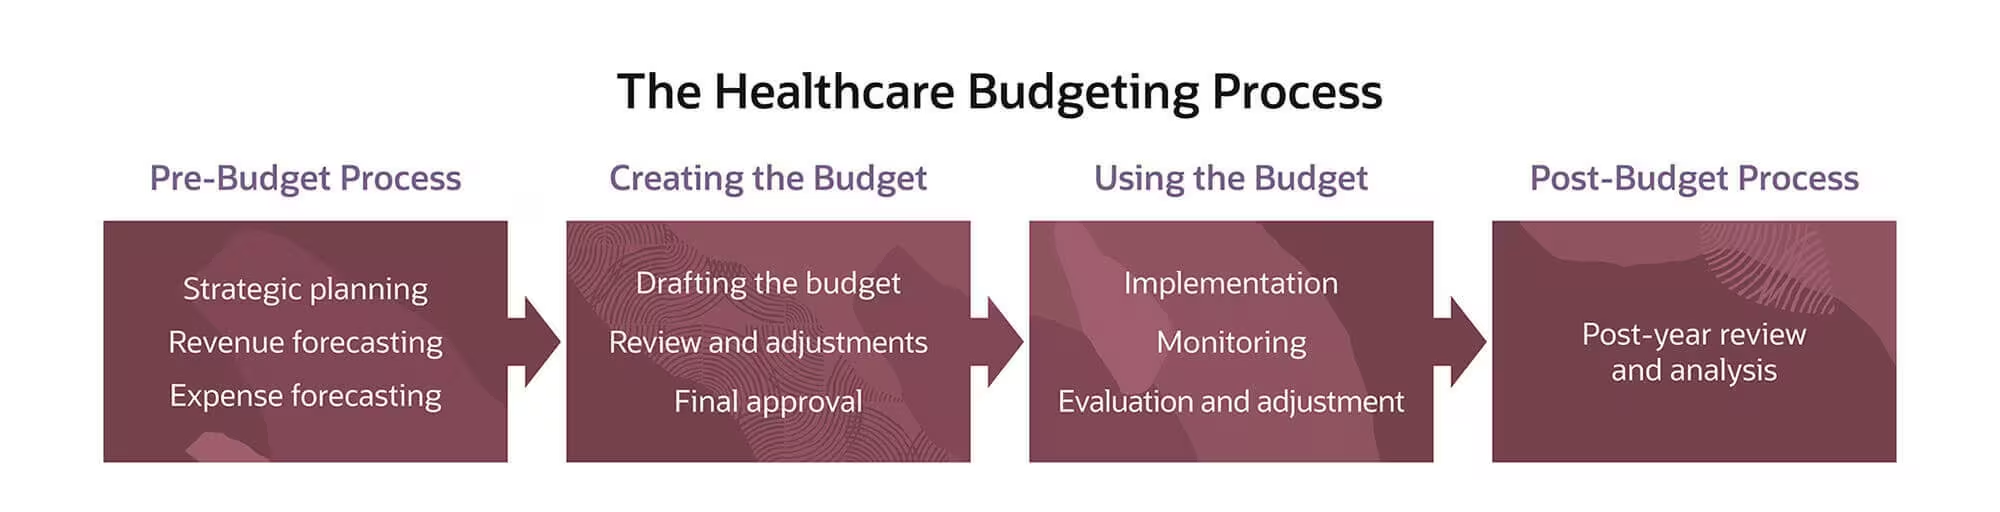 The Healthcare Budgeting Process
Pre-Budget Process
Strategic planning
Revenue forecasting
Expense forecasting
Creating the Budget
Drafting the budget
Review and adjustments
Final approval
Using the Budget
Implementation
Monitoring
Evaluation and adjustment
Post-Budget Process
Post-year review
and analysis